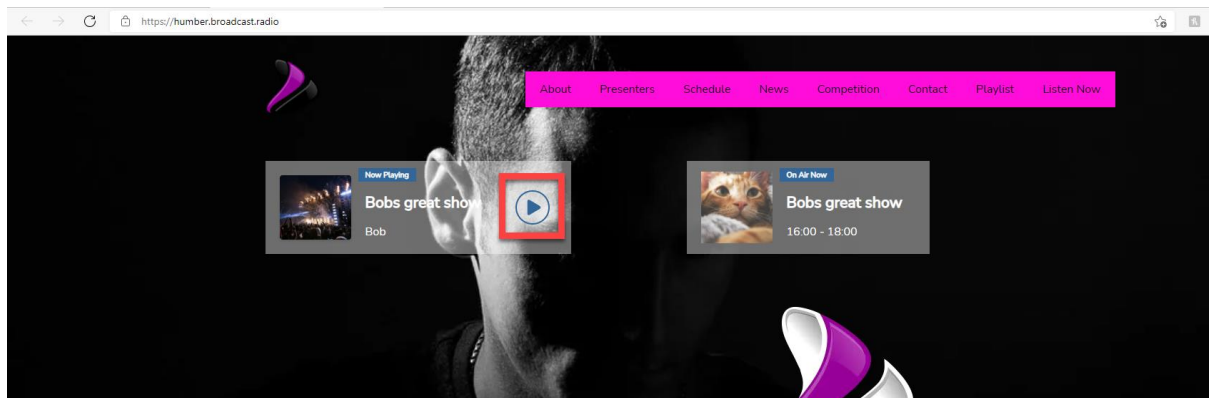 https://humber.broadcast.radio
About Presenters Schedule News Competition Contact Playlist Listen Now
Now Playing
Bobs great show
Bob
On Air Now
Bobs great show
16:00 - 18:00